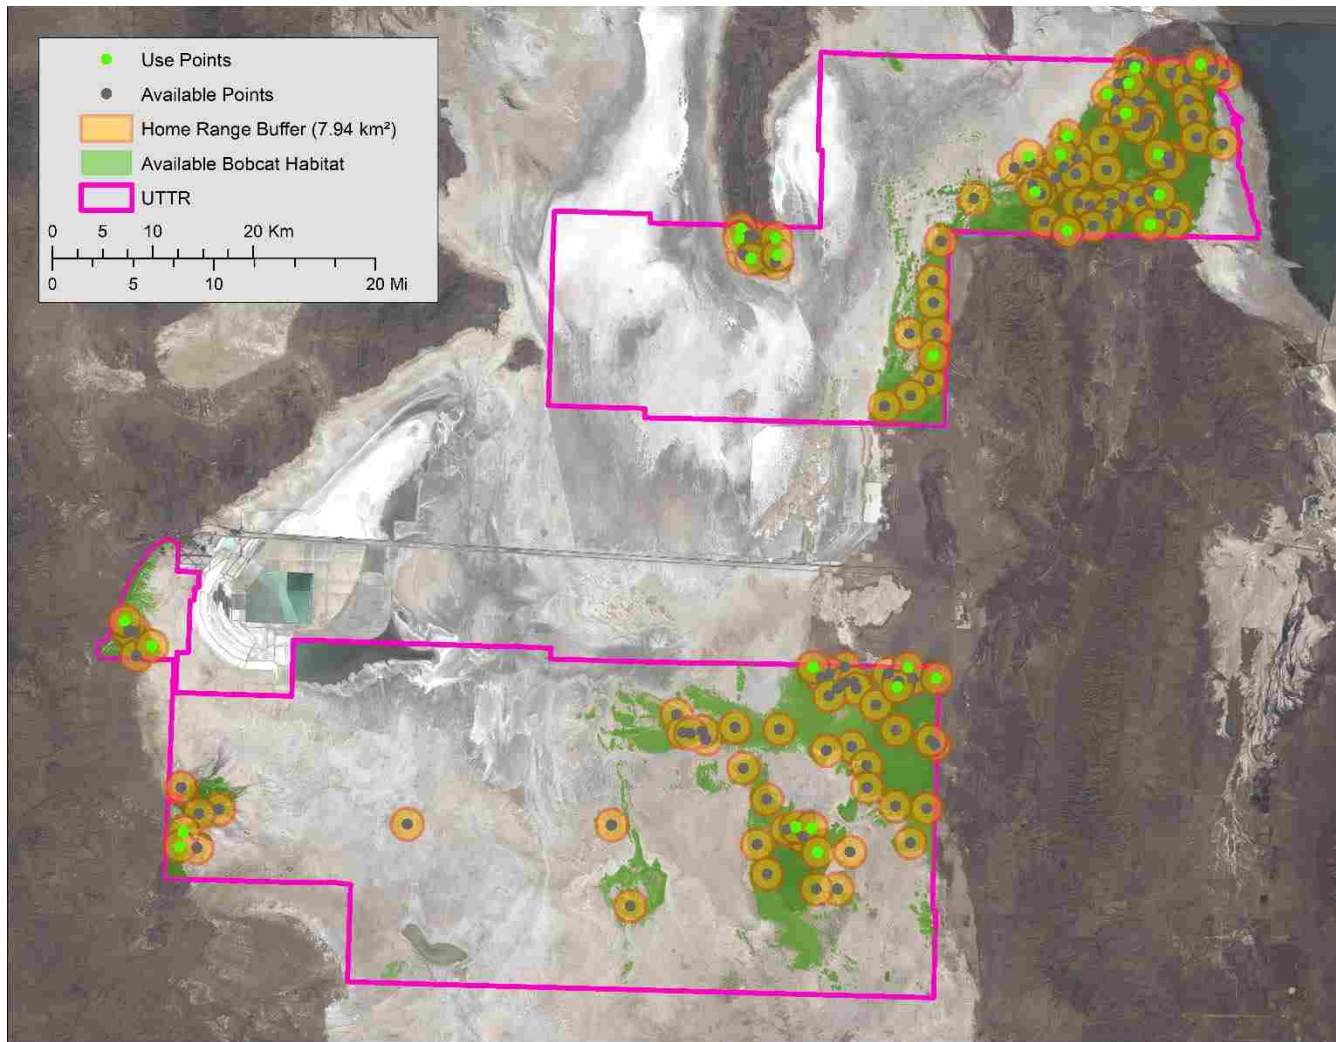 Use Points
Available Points
Home Range Buffer (7.94 km²)
Available Bobcat Habitat
UTTR
0 5 10 20 Km
0 5 10 20 Mi